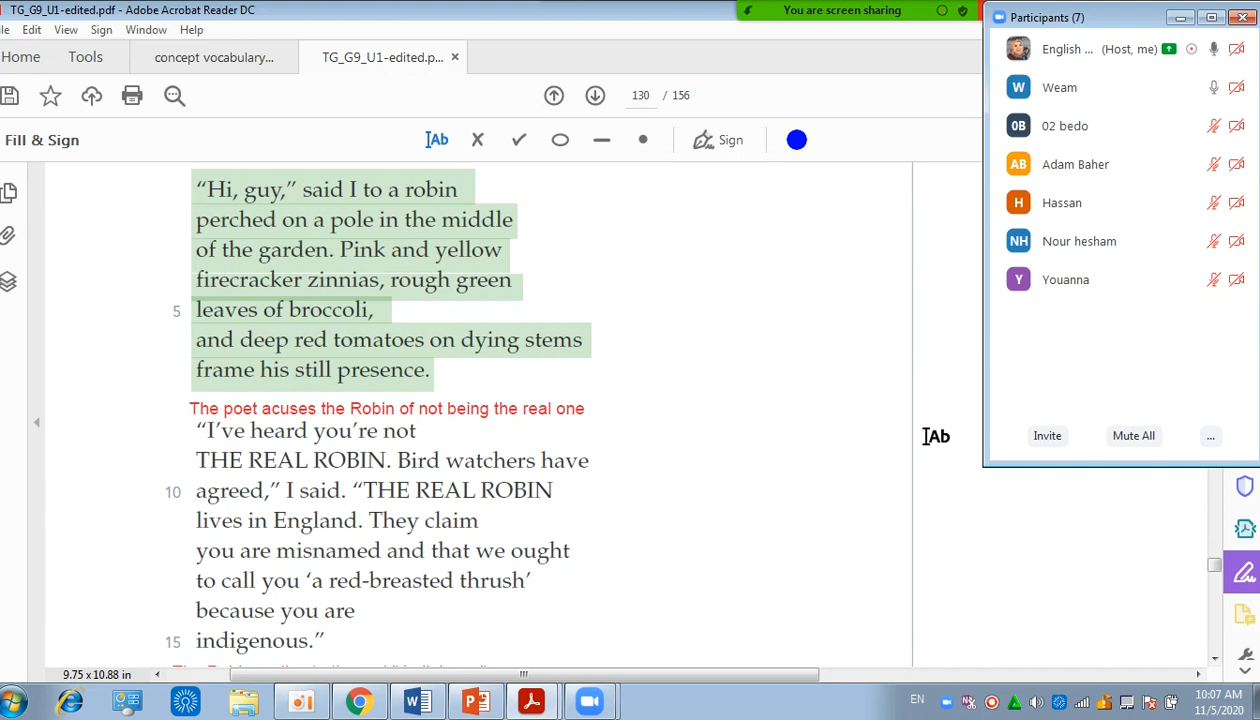 TG_G9_U1-edited.pdf - Adobe Acrobat Reader DC
You are screen sharing
Participants (7)
ile Edit View Sign Window Help
Home Tools concept vocabulary... TG_G9_U1-edited.p... ×
130 / 156
Fill & Sign
Ab Sign
“Hi, guy,” said I to a robin
perched on a pole in the middle
of the garden. Pink and yellow
firecracker zinnias, rough green
5 leaves of broccoli,
and deep red tomatoes on dying stems
frame his still presence.
The poet acuses the Robin of not being the real one
“I’ve heard you’re not
THE REAL ROBIN. Bird watchers have
10 agreed,” I said. “THE REAL ROBIN
lives in England. They claim
you are misnamed and that we ought
to call you ‘a red-breasted thrush’
because you are
15 indigenous.”
Ab
9.75 x 10.88 in
English ... (Host, me)
W Weam
0B 02 bedo
AB Adam Baher
H Hassan
NH Nour hesham
Y Youanna
Invite Mute All ...
EN
10:07 AM
11/5/2020